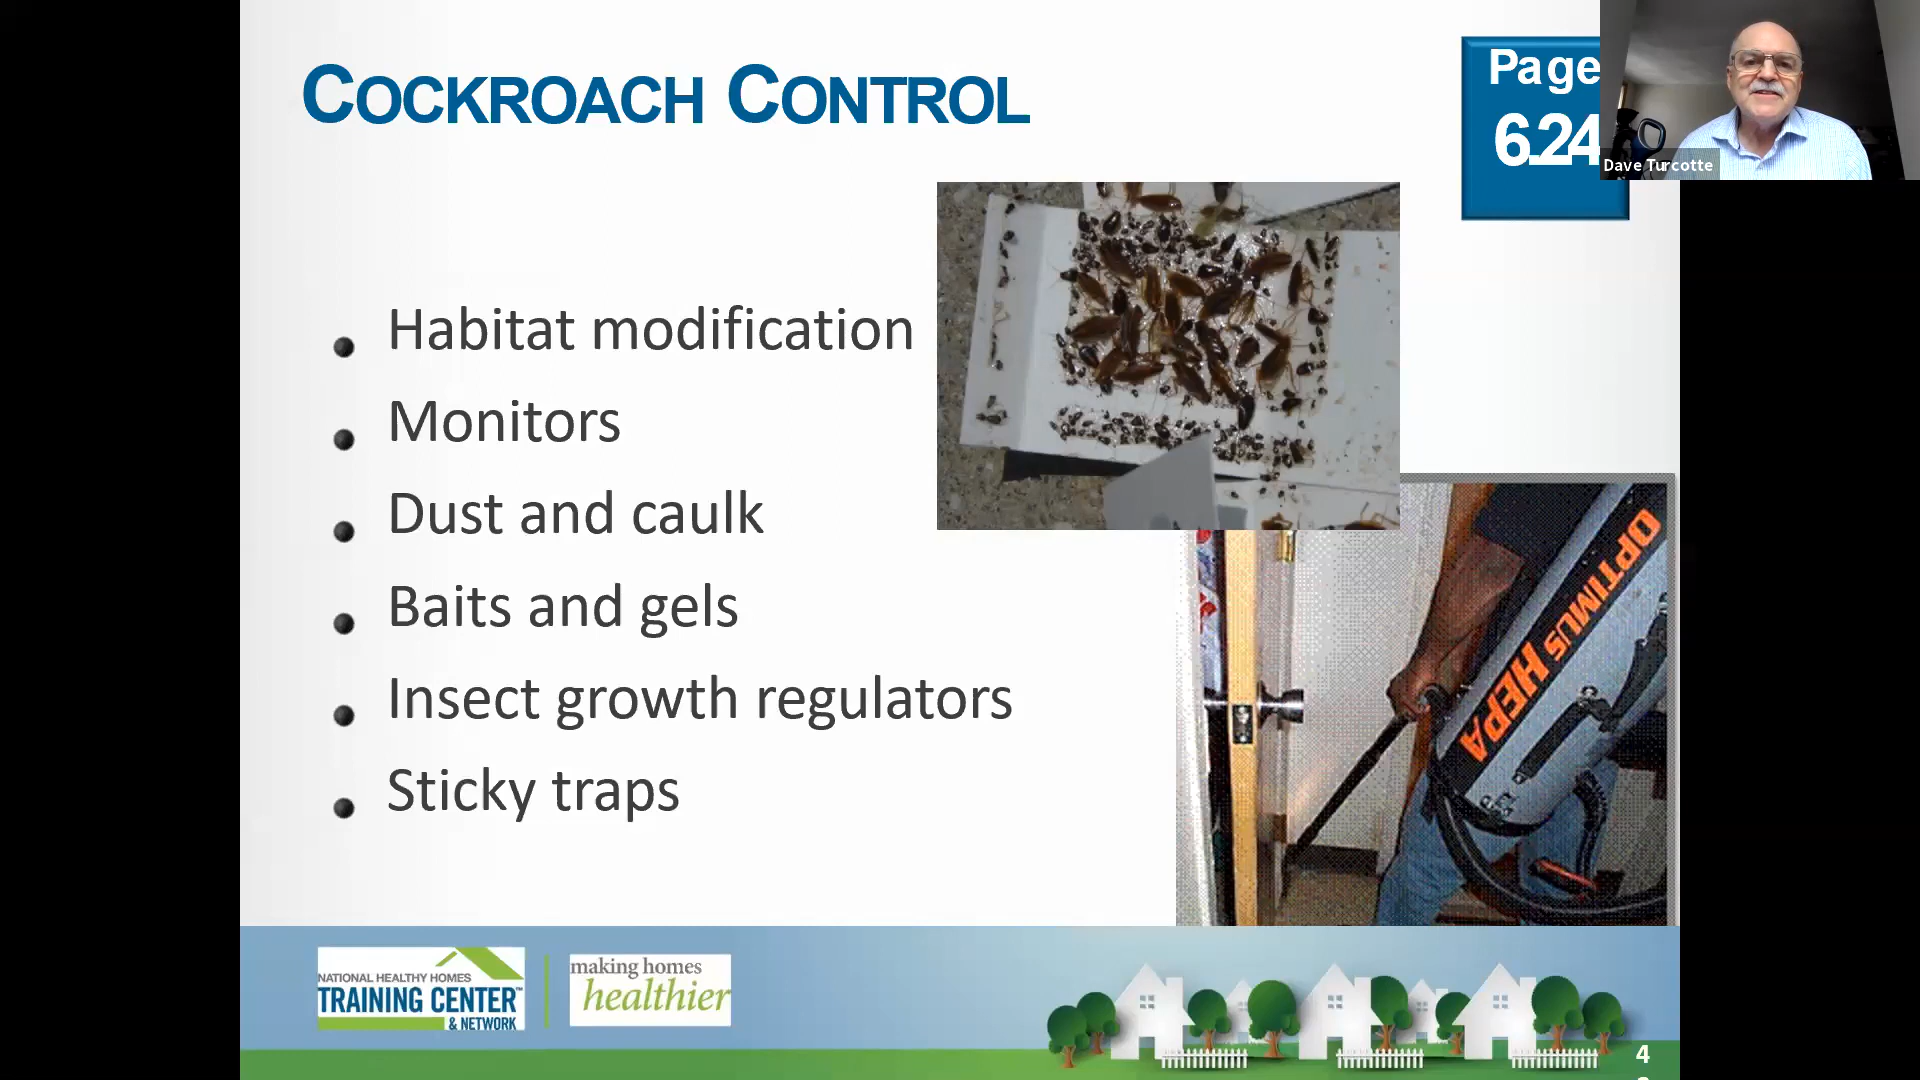 COCKROACH CONTROL
Page
6.24
Dave Turcotte
Habitat modification
Monitors
Dust and caulk
Baits and gels
Insect growth regulators
Sticky traps
OPTIMUS HEPA
NATIONAL HEALTHY HOMES
TRAINING CENTER™
& NETWORK
making homes
healthier
4